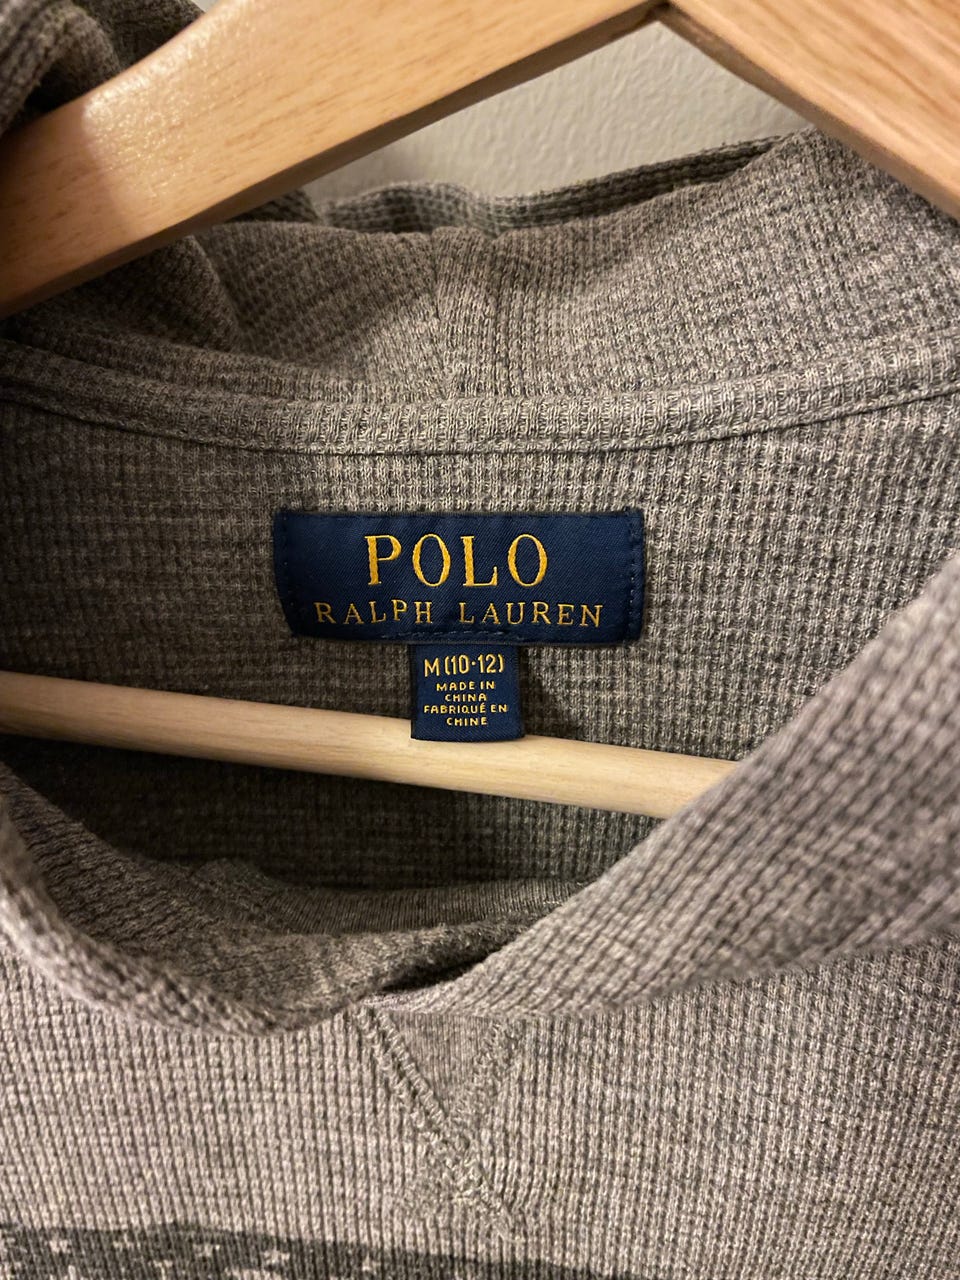 POLO
RALPH LAUREN
M(10-12)
MADE IN
CHINA
FABRIQUÉ EN
CHINE